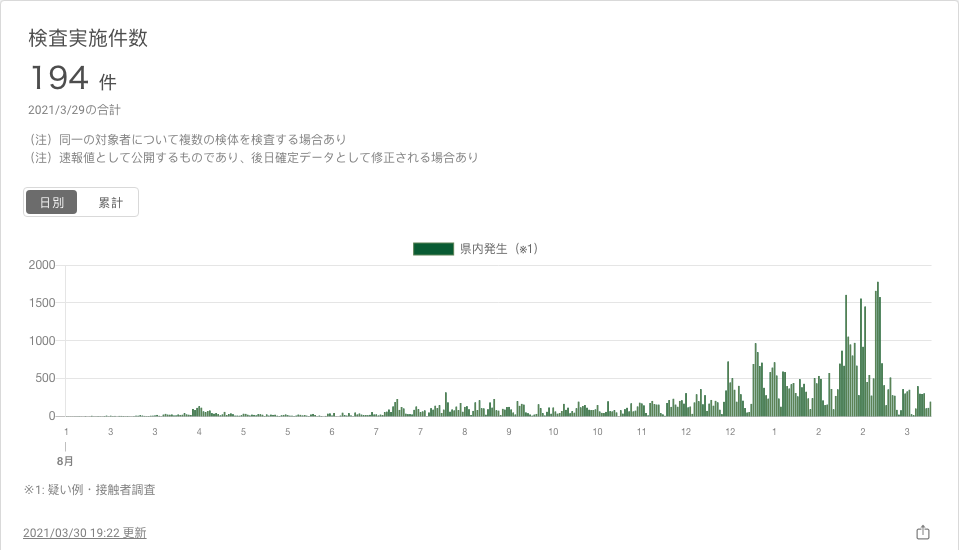 検査実施件数
194 件
2021/3/29の合計
（注）同一の対象者について複数の検体を検査する場合あり
（注）速報値として公開するものであり、後日確定データとして修正される場合あり
日別 累計
県内発生（※1）
2000
1500
1000
500
0
1 3 3 4 5 5 6 7 7 8 9 10 10 11 12 12 1 2 2 3
8月
※1: 疑い例・接触者調査
2021/03/30 19:22 更新